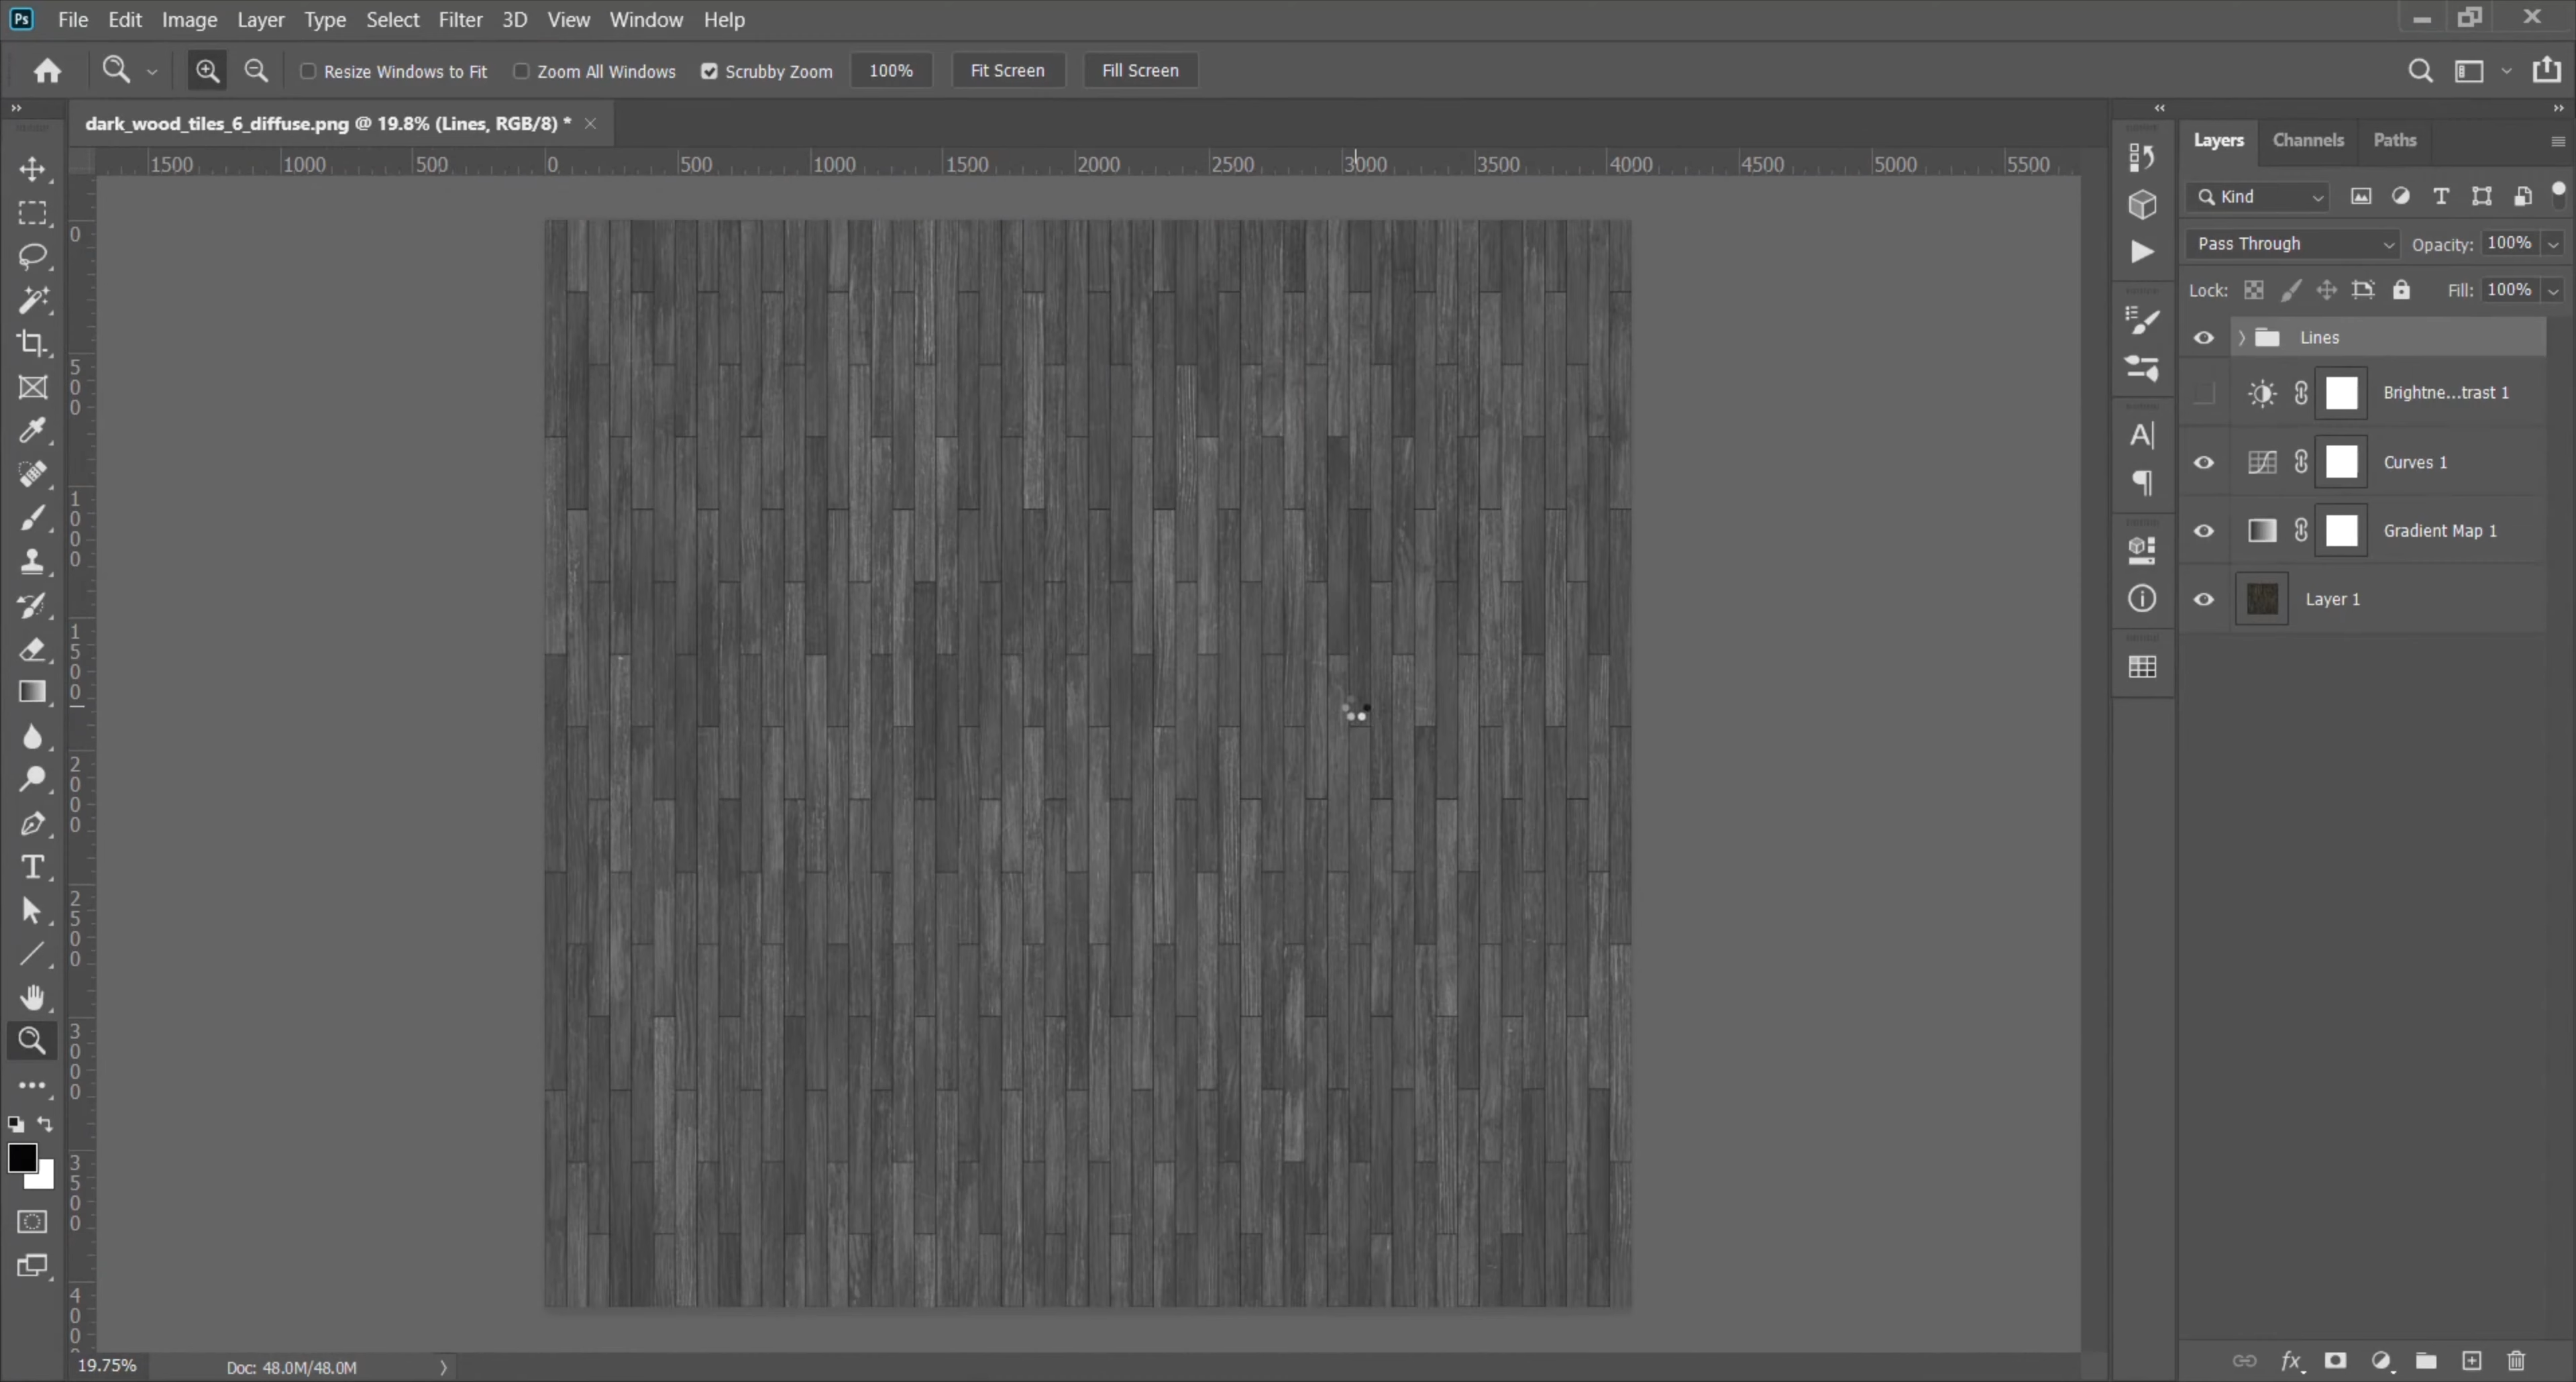 Ps File Edit Image Layer Type Select Filter 3D View Window Help
Resize Windows to Fit Zoom All Windows Scrubby Zoom 100% Fit Screen Fill Screen
dark_wood_tiles_6_diffuse.png @ 19.8% (Lines, RGB/8) * ×
1500 1000 500 0 500 1000 1500 2000 2500 3000 3500 4000 4500 5000 5500
0
500
1000
1500
2000
2500
3000
3500
400
Layers Channels Paths
Kind
Pass Through Opacity: 100%
Lock: Fill: 100%
Lines
Brightne...trast 1
Curves 1
Gradient Map 1
Layer 1
fx
19.75% Doc: 48.0M/48.0M